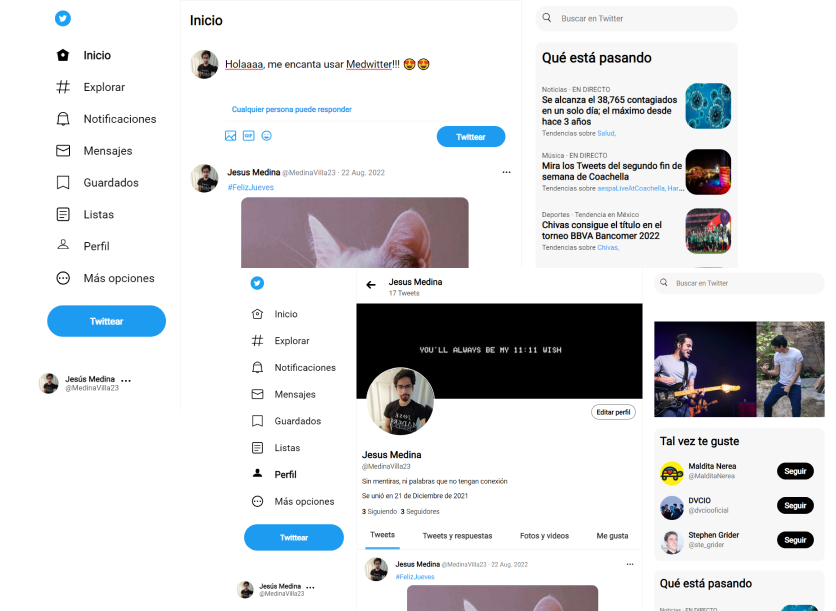 Inicio
Explorar
Notificaciones
Mensajes
Guardados
Listas
Perfil
Más opciones
Twittear
Jesús Medina
@MedinaVilla23
Inicio
Holaaaa, me encanta usar Medwitter!!! 😍😍
Cualquier persona puede responder
GIF
Twittear
Jesus Medina @MedinaVilla23 · 22 Aug. 2022
#FelizJueves
Buscar en Twitter
Qué está pasando
Noticias · EN DIRECTO
Se alcanza el 38,765 contagiados
en un solo día; el máximo desde
hace 3 años
Tendencias sobre Salud,
Música · EN DIRECTO
Mira los Tweets del segundo fin de
semana de Coachella
Tendencias sobre aespaLiveAtCoachella, Har...
Deportes · Tendencia en México
Chivas consigue el título en el
torneo BBVA Bancomer 2022
Tendencias sobre Chivas,
Inicio
Explorar
Notificaciones
Mensajes
Guardados
Listas
Perfil
Más opciones
Twittear
Jesús Medina
@MedinaVilla23
Jesus Medina
17 Tweets
YOU'LL ALWAYS BE MY 11:11 WISH
Editar perfil
Jesus Medina
@MedinaVilla23
Sin mentiras, ni palabras que no tengan conexión
Se unió en 21 de Diciembre de 2021
3 Siguiendo 3 Seguidores
Tweets
Tweets y respuestas
Fotos y videos
Me gusta
Jesus Medina @MedinaVilla23 · 22 Aug. 2022
#FelizJueves
Buscar en Twitter
Tal vez te guste
Maldita Nerea
@MalditaNerea
Seguir
DVCIO
@dvciooficial
Seguir
Stephen Grider
@ste_grider
Seguir
Qué está pasando
Noticias · EN DIRECTO